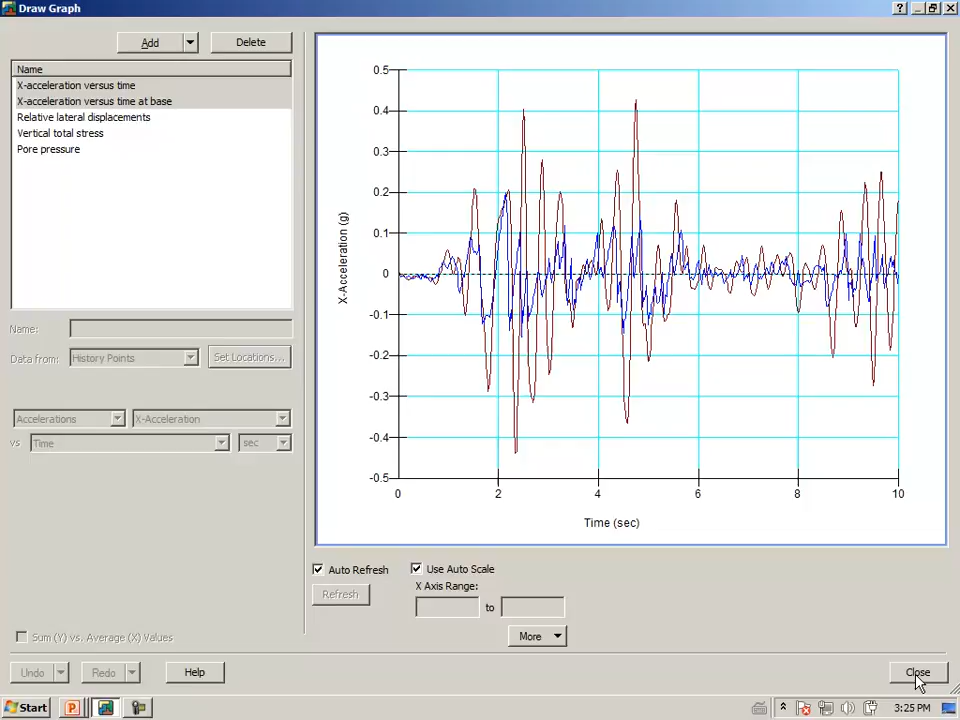 Draw Graph
Add
Delete
Name
X-acceleration versus time
X-acceleration versus time at base
Relative lateral displacements
Vertical total stress
Pore pressure
Name:
Data from:
History Points
Set Locations...
Accelerations
X-Acceleration
vs
Time
sec
Sum (Y) vs. Average (X) Values
X-Acceleration (g)
0.5
0.4
0.3
0.2
0.1
0
-0.1
-0.2
-0.3
-0.4
-0.5
0
2
4
6
8
10
Time (sec)
Auto Refresh
Use Auto Scale
Refresh
X Axis Range:
to
More
Undo
Redo
Help
Close
Start
3:25 PM